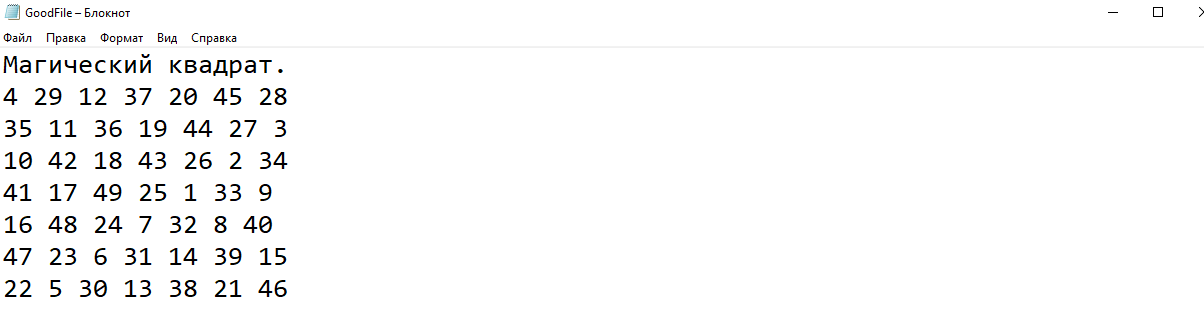 GoodFile – Блокнот
Файл Правка Формат Вид Справка
Магический квадрат.
4 29 12 37 20 45 28
35 11 36 19 44 27 3
10 42 18 43 26 2 34
41 17 49 25 1 33 9
16 48 24 7 32 8 40
47 23 6 31 14 39 15
22 5 30 13 38 21 46